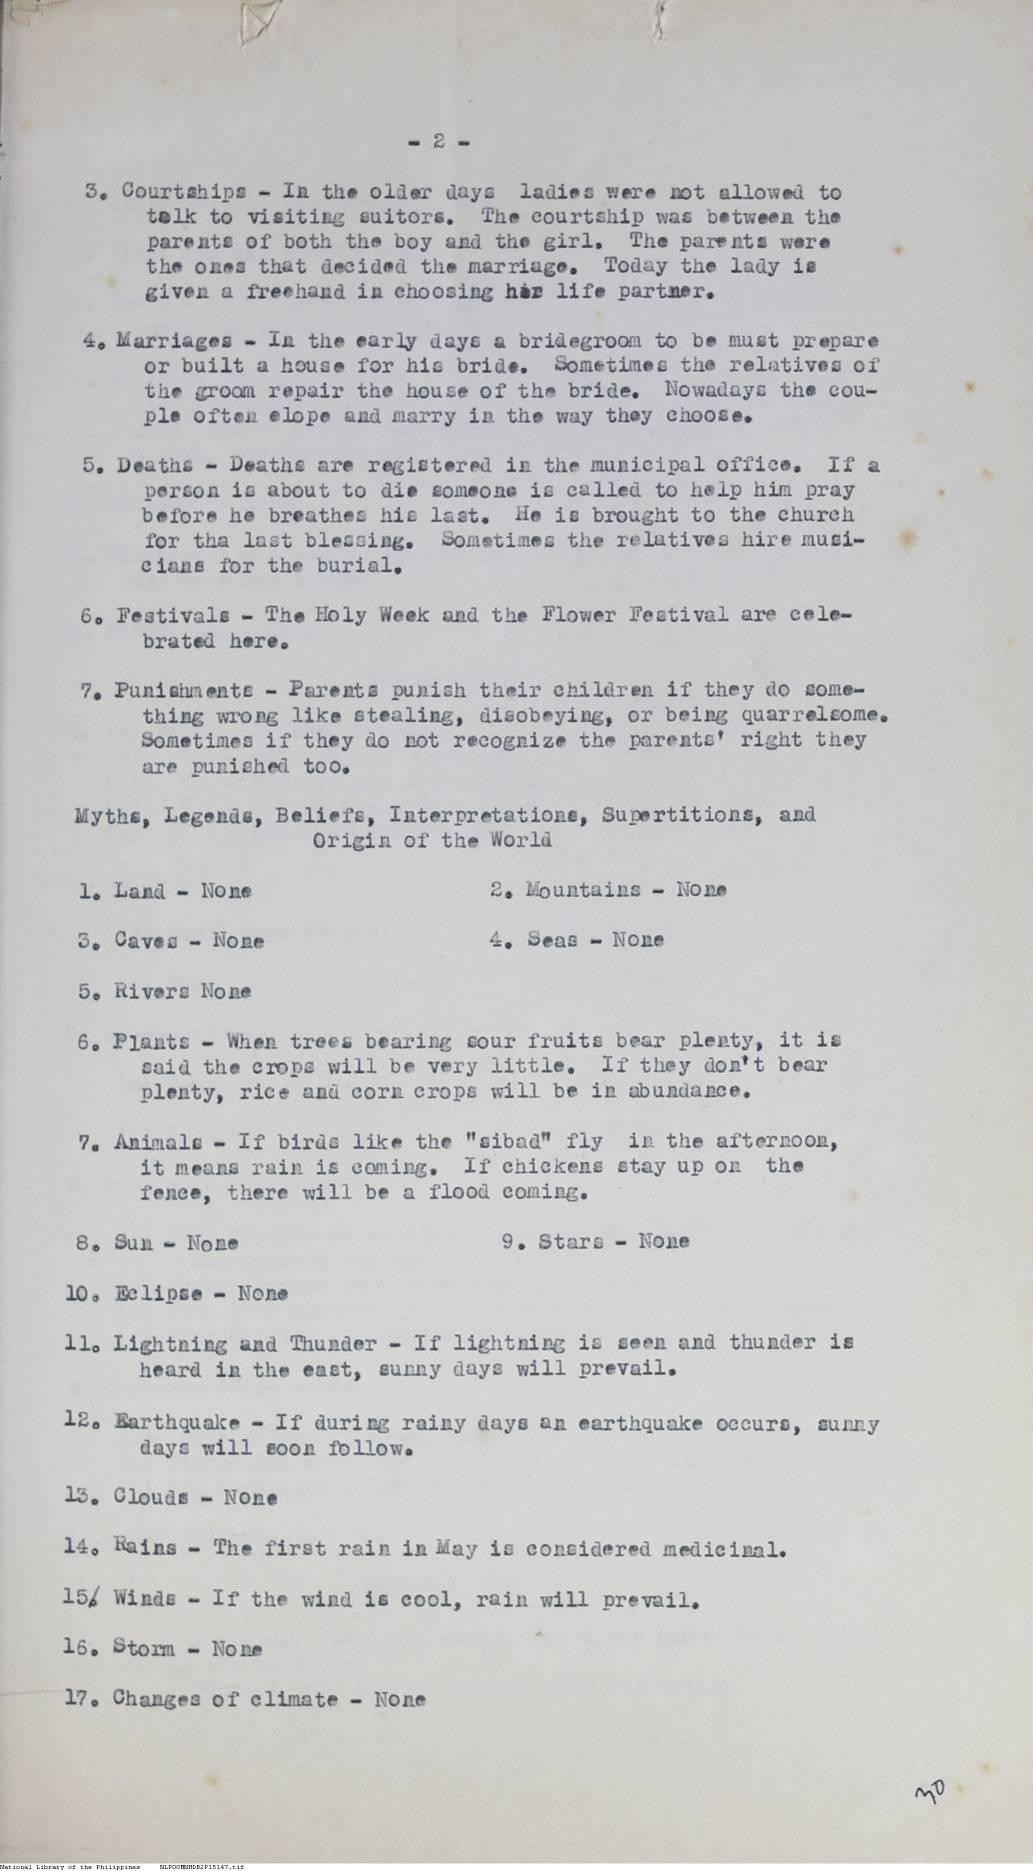 - 2 -
3. Courtships - In the older days ladies were not allowed to
talk to visiting suitors. The courtship was between the
parents of both the boy and the girl. The parents were
the ones that decided the marriage. Today the lady is
given a freehand in choosing her life partner.
4. Marriages - In the early days a bridegroom to be must prepare
or built a house for his bride. Sometimes the relatives of
the groom repair the house of the bride. Nowadays the cou-
ple often elope and marry in the way they choose.
5. Deaths - Deaths are registered in the municipal office. If a
person is about to die someone is called to help him pray
before he breathes his last. He is brought to the church
for tha last blessing. Sometimes the relatives hire musi-
cians for the burial.
6. Festivals - The Holy Week and the Flower Festival are cele-
brated here.
7. Punishments - Parents punish their children if they do some-
thing wrong like stealing, disobeying, or being quarrelsome.
Sometimes if they do not recognize the parents' right they
are punished too.
Myths, Legends, Beliefs, Interpretations, Supertitions, and
Origin of the World
1. Land - None 2. Mountains - None
3. Caves - None 4. Seas - None
5. Rivers None
6. Plants - When trees bearing sour fruits bear plenty, it is
said the crops will be very little. If they don't bear
plenty, rice and corn crops will be in abundance.
7. Animals - If birds like the "sibad" fly in the afternoon,
it means rain is coming. If chickens stay up on the
fence, there will be a flood coming.
8. Sun - None 9. Stars - None
10. Eclipse - None
11. Lightning and Thunder - If lightning is seen and thunder is
heard in the east, sunny days will prevail.
12. Earthquake - If during rainy days an earthquake occurs, sunny
days will soon follow.
13. Clouds - None
14. Rains - The first rain in May is considered medicinal.
15/ Winds - If the wind is cool, rain will prevail.
16. Storm - None
17. Changes of climate - None
30
National Library of the Philippines NLPOOMNHDB2P15147.tif